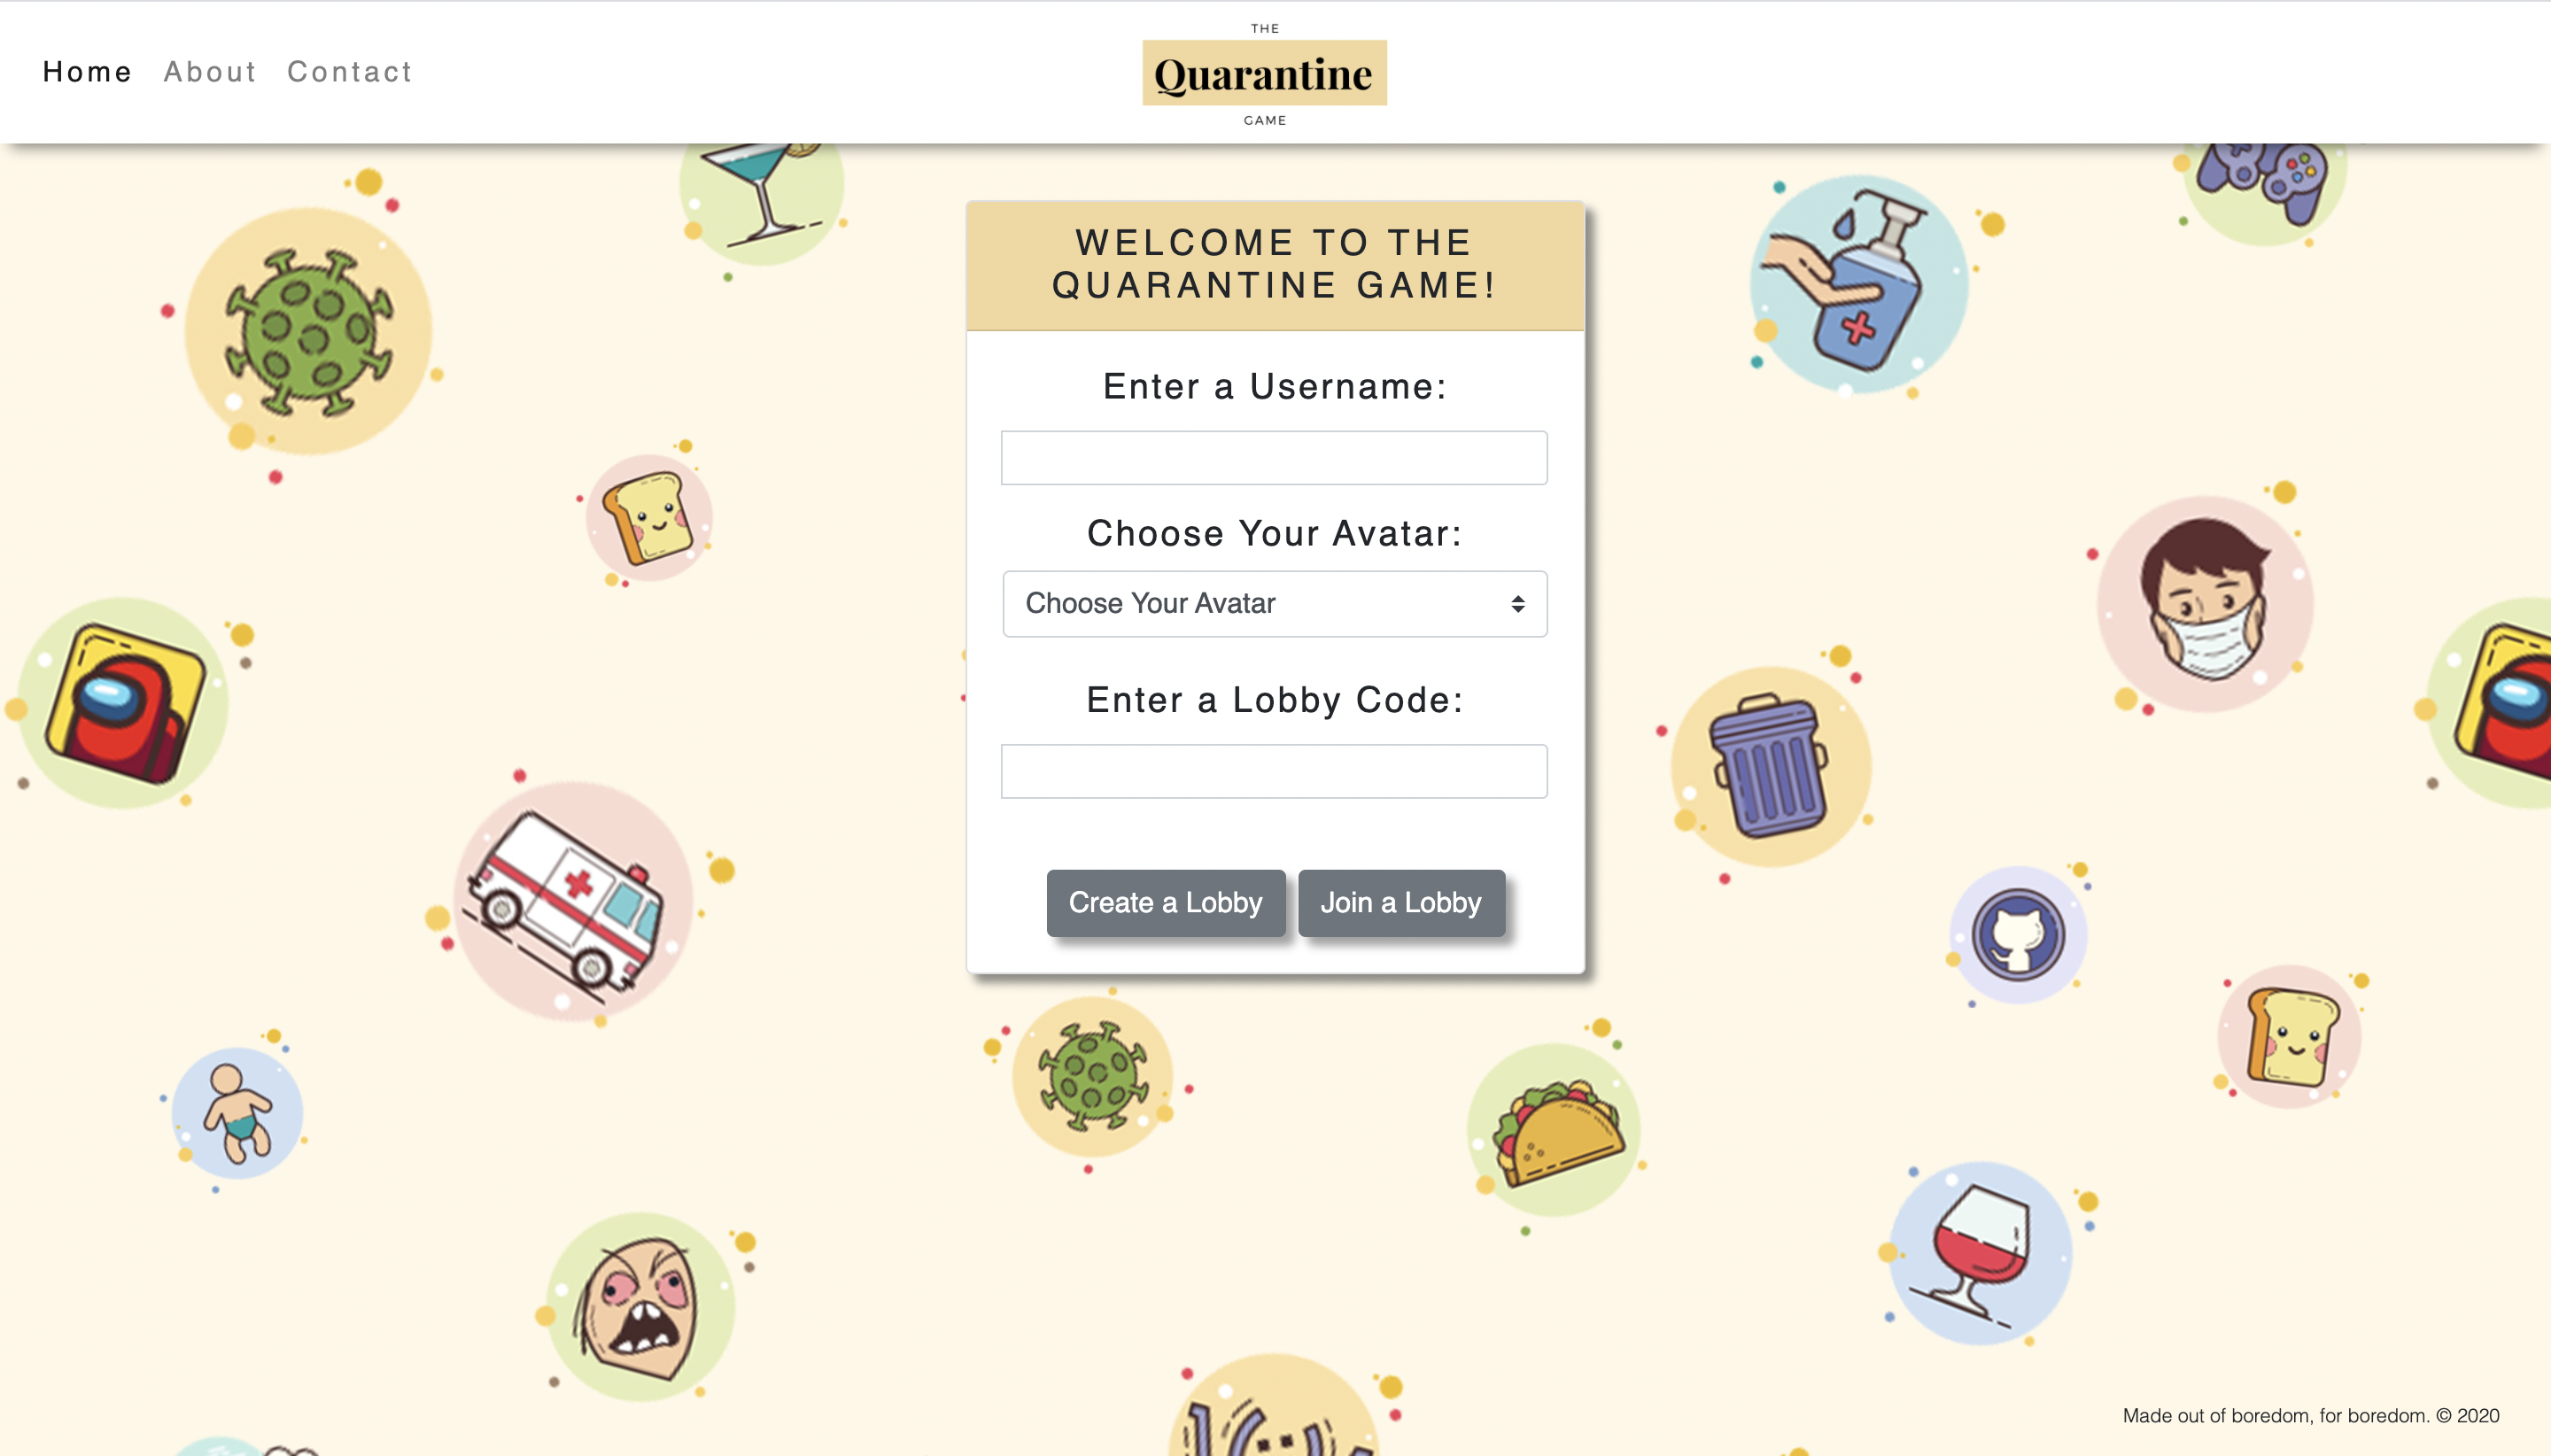 Home About Contact
THE
Quarantine
GAME
WELCOME TO THE
QUARANTINE GAME!
Enter a Username:
Choose Your Avatar:
Choose Your Avatar
Enter a Lobby Code:
Create a Lobby Join a Lobby
Made out of boredom, for boredom. © 2020